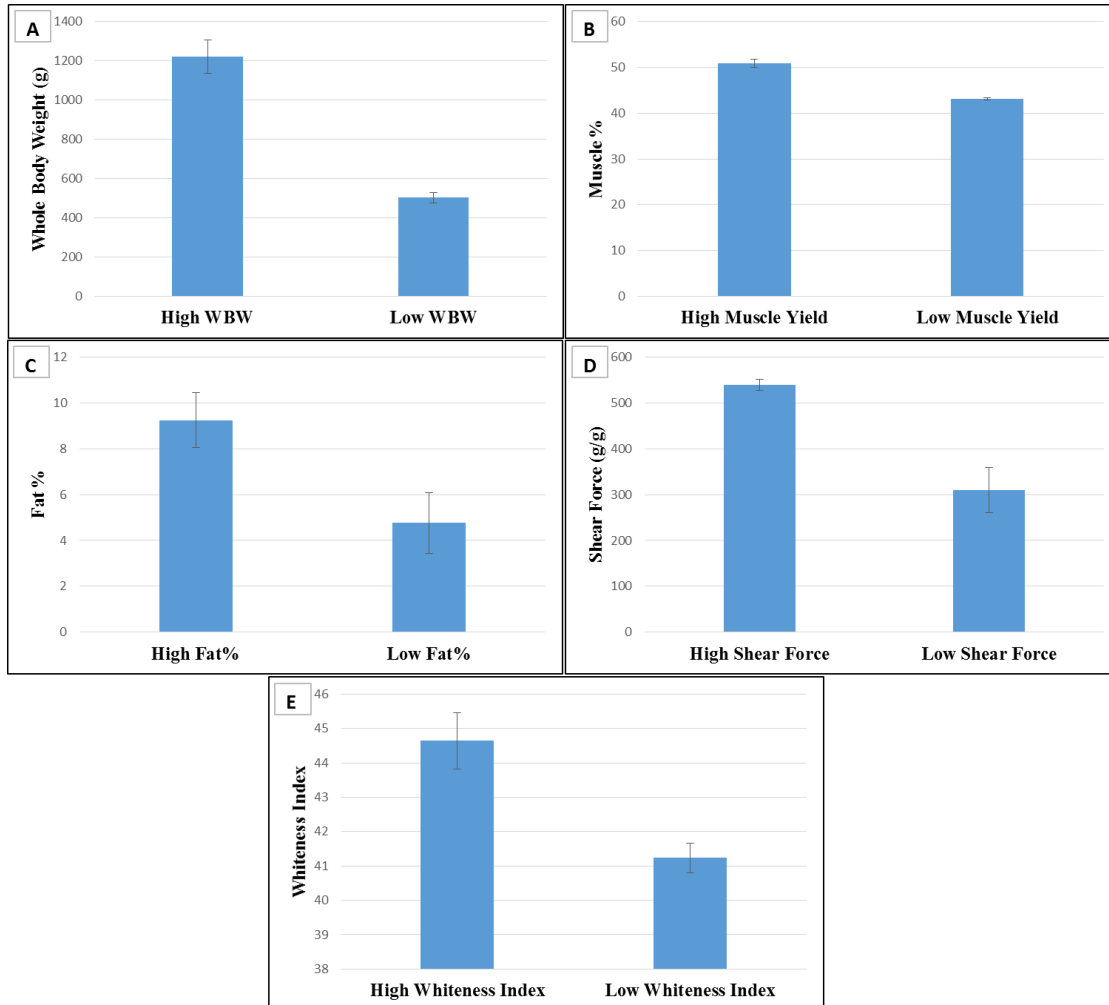 A
Whole Body Weight (g)
1400
1200
1000
800
600
400
200
0
High WBW
Low WBW
B
Muscle %
60
50
40
30
20
10
0
High Muscle Yield
Low Muscle Yield
C
Fat %
12
10
8
6
4
2
0
High Fat%
Low Fat%
D
Shear Force (g/g)
600
500
400
300
200
100
0
High Shear Force
Low Shear Force
E
Whiteness Index
46
45
44
43
42
41
40
39
38
High Whiteness Index
Low Whiteness Index